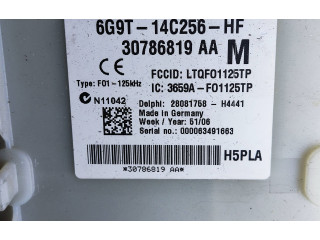 6G9T-14C256-HF
30786819 AA M
FCCID: LTQFO1125TP
Type: F01-125kHz
IC: 3659A-FO1125TP
N11042
Delphi: 28081758 - H4441
Made in Germany
Week / Year: 51/06
Serial no.: 000063491663
H5PLA
*30786819 AA*